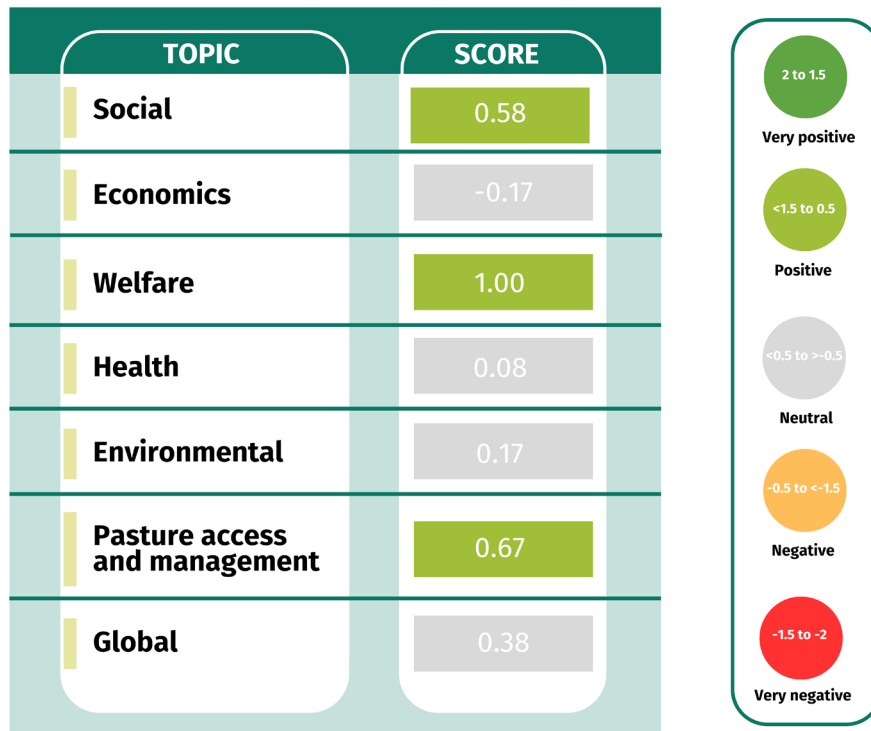 TOPIC SCORE
Social 0.58
Economics -0.17
Welfare 1.00
Health 0.08
Environmental 0.17
Pasture access
and management 0.67
Global 0.38
2 to 1.5
Very positive
<1.5 to 0.5
Positive
<0.5 to >-0.5
Neutral
-0.5 to <-1.5
Negative
-1.5 to -2
Very negative